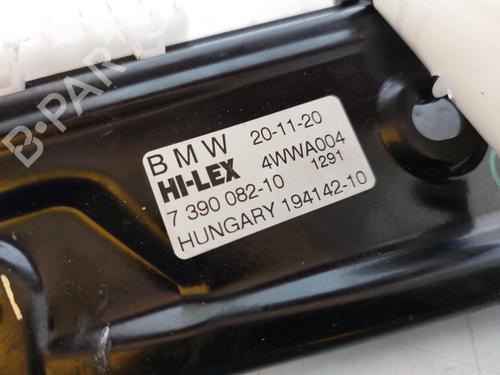 B-PARTS
BMW 20-11-20
HI-LEX 4WWA004
1291
7 390 082-10
HUNGARY 194142-10